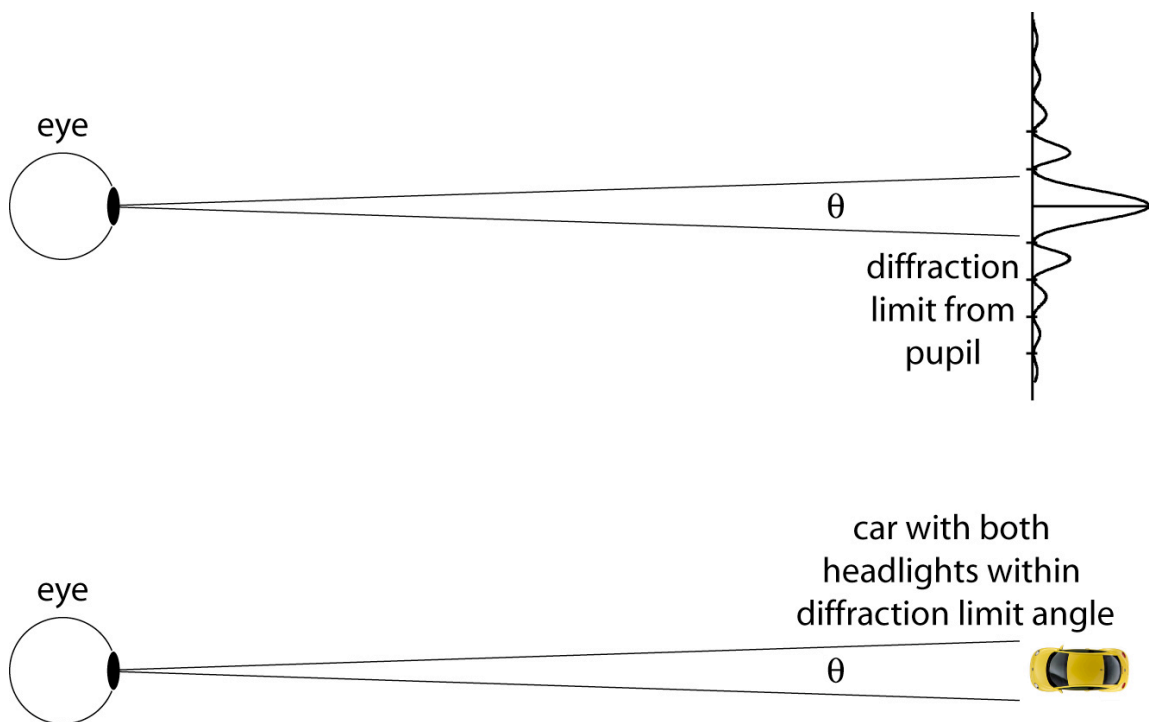 eye
θ
diffraction
limit from
pupil
car with both
headlights within
diffraction limit angle
eye
θ